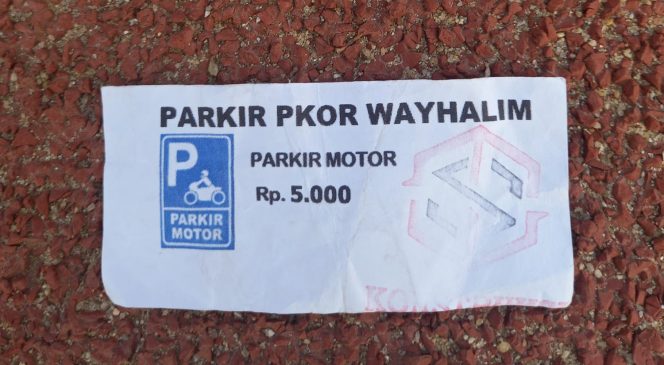 PARKIR PKOR WAYHALIM
P
PARKIR MOTOR
Rp. 5.000
PARKIR
MOTOR